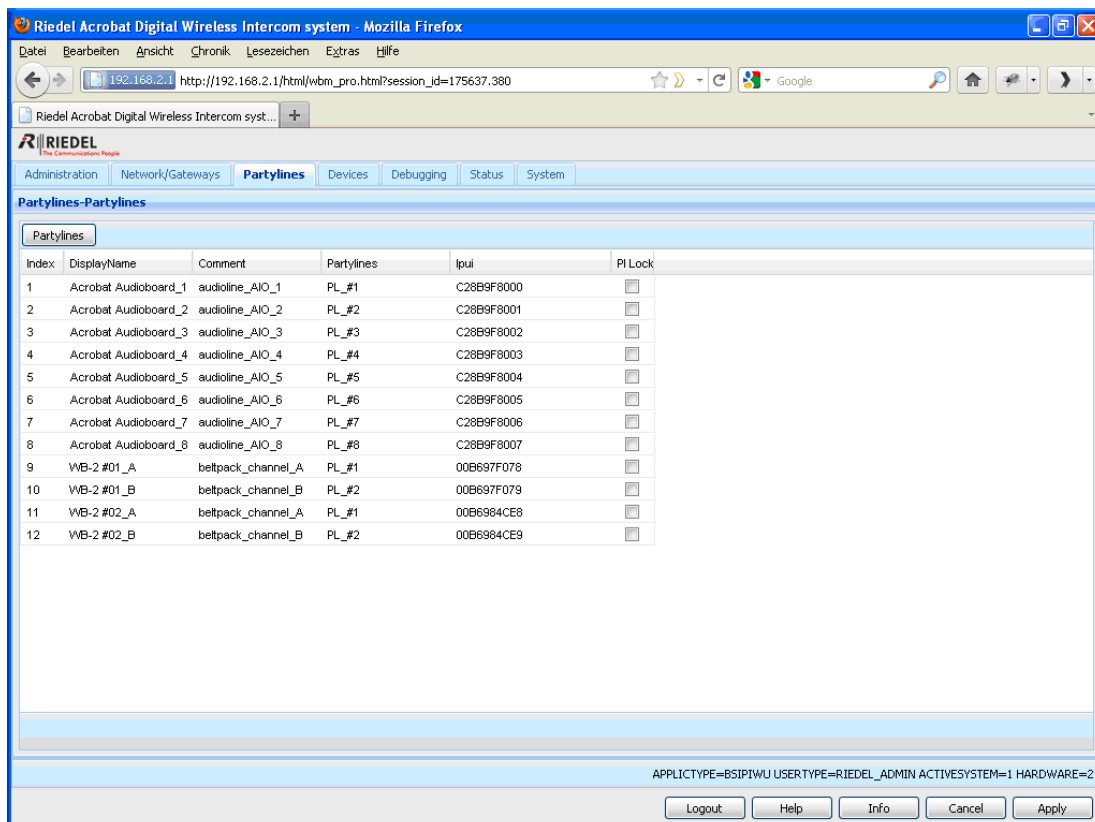 Riedel Acrobat Digital Wireless Intercom system - Mozilla Firefox
Datei Bearbeiten Ansicht Chronik Lesezeichen Extras Hilfe
192.168.2.1 http://192.168.2.1/html/wbm_pro.html?session_id=175637.380 Google
Riedel Acrobat Digital Wireless Intercom syst... +
RIEDEL
The Communications People
Administration Network/Gateways Partylines Devices Debugging Status System
Partylines-Partylines
Partylines
Index DisplayName Comment Partylines Ipui Pl Lock
1 Acrobat Audioboard_1 audioline_AIO_1 PL_#1 C28B9F8000
2 Acrobat Audioboard_2 audioline_AIO_2 PL_#2 C28B9F8001
3 Acrobat Audioboard_3 audioline_AIO_3 PL_#3 C28B9F8002
4 Acrobat Audioboard_4 audioline_AIO_4 PL_#4 C28B9F8003
5 Acrobat Audioboard_5 audioline_AIO_5 PL_#5 C28B9F8004
6 Acrobat Audioboard_6 audioline_AIO_6 PL_#6 C28B9F8005
7 Acrobat Audioboard_7 audioline_AIO_7 PL_#7 C28B9F8006
8 Acrobat Audioboard_8 audioline_AIO_8 PL_#8 C28B9F8007
9 WB-2 #01_A beltpack_channel_A PL_#1 00B697F078
10 WB-2 #01_B beltpack_channel_B PL_#2 00B697F079
11 WB-2 #02_A beltpack_channel_A PL_#1 00B6984CE8
12 WB-2 #02_B beltpack_channel_B PL_#2 00B6984CE9
APPLICTYPE=BSIPIWU USERTYPE=RIEDEL_ADMIN ACTIVESYSTEM=1 HARDWARE=2
Logout Help Info Cancel Apply